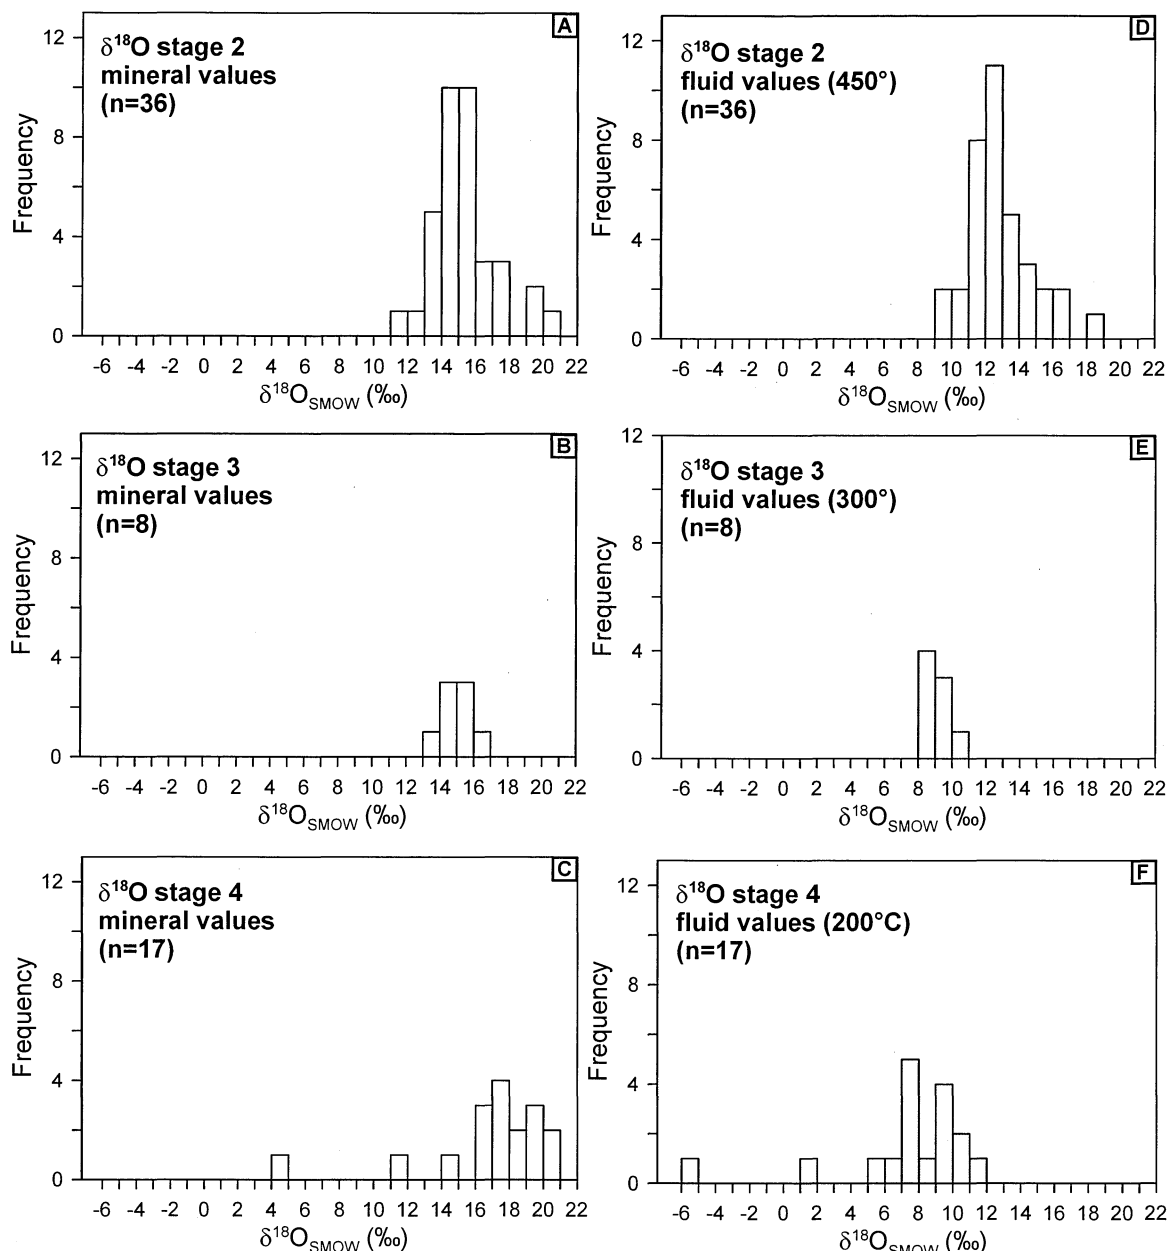 A
δ18O stage 2
mineral values
(n=36)
12
8
4
0
Frequency
-6 -4 -2 0 2 4 6 8 10 12 14 16 18 20 22
δ18OSMOW (‰)
D
δ18O stage 2
fluid values (450°)
(n=36)
12
8
4
0
Frequency
-6 -4 -2 0 2 4 6 8 10 12 14 16 18 20 22
δ18OSMOW (‰)
B
δ18O stage 3
mineral values
(n=8)
12
8
4
0
Frequency
-6 -4 -2 0 2 4 6 8 10 12 14 16 18 20 22
δ18OSMOW (‰)
E
δ18O stage 3
fluid values (300°)
(n=8)
12
8
4
0
Frequency
-6 -4 -2 0 2 4 6 8 10 12 14 16 18 20 22
δ18OSMOW (‰)
C
δ18O stage 4
mineral values
(n=17)
12
8
4
0
Frequency
-6 -4 -2 0 2 4 6 8 10 12 14 16 18 20 22
δ18OSMOW (‰)
F
δ18O stage 4
fluid values (200°C)
(n=17)
12
8
4
0
Frequency
-6 -4 -2 0 2 4 6 8 10 12 14 16 18 20 22
δ18OSMOW (‰)